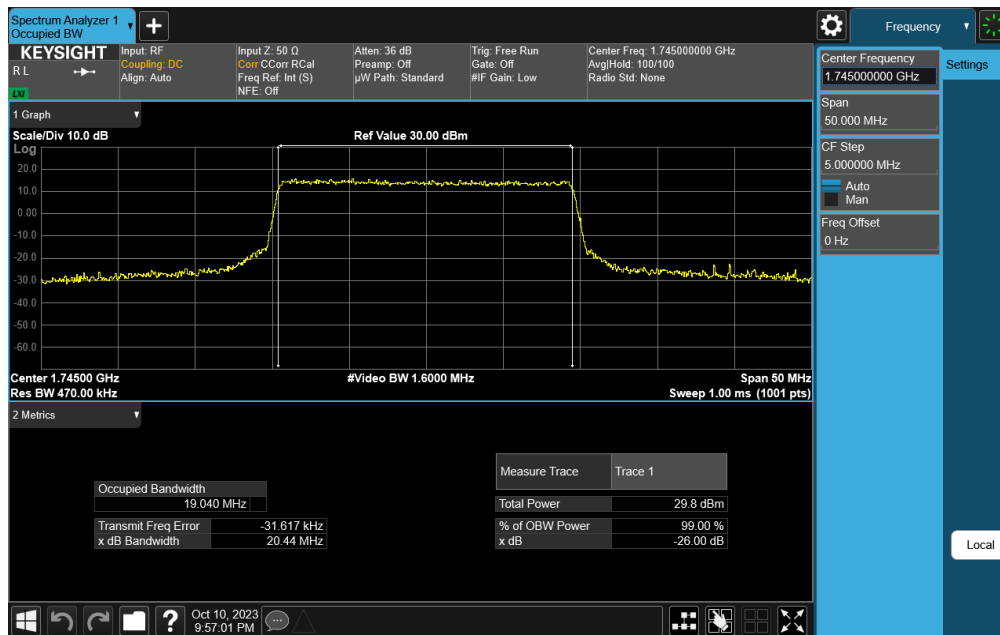 Spectrum Analyzer 1
Occupied BW
Frequency
KEYSIGHT
R L
LXI
Input: RF
Coupling: DC
Align: Auto
Input Z: 50 Ω
Corr CCorr RCal
Freq Ref: Int (S)
NFE: Off
Atten: 36 dB
Preamp: Off
µW Path: Standard
Trig: Free Run
Gate: Off
#IF Gain: Low
Center Freq: 1.745000000 GHz
Avg|Hold: 100/100
Radio Std: None
Center Frequency
1.745000000 GHz
Settings
Span
50.000 MHz
CF Step
5.000000 MHz
Auto
Man
Freq Offset
0 Hz
Local
1 Graph
Scale/Div 10.0 dB
Ref Value 30.00 dBm
Log
20.0
10.0
0.00
-10.0
-20.0
-30.0
-40.0
-50.0
-60.0
Center 1.74500 GHz
#Video BW 1.6000 MHz
Span 50 MHz
Res BW 470.00 kHz
Sweep 1.00 ms (1001 pts)
2 Metrics
Occupied Bandwidth
19.040 MHz
Transmit Freq Error -31.617 kHz
x dB Bandwidth 20.44 MHz
Measure Trace Trace 1
Total Power 29.8 dBm
% of OBW Power 99.00 %
x dB -26.00 dB
Oct 10, 2023
9:57:01 PM